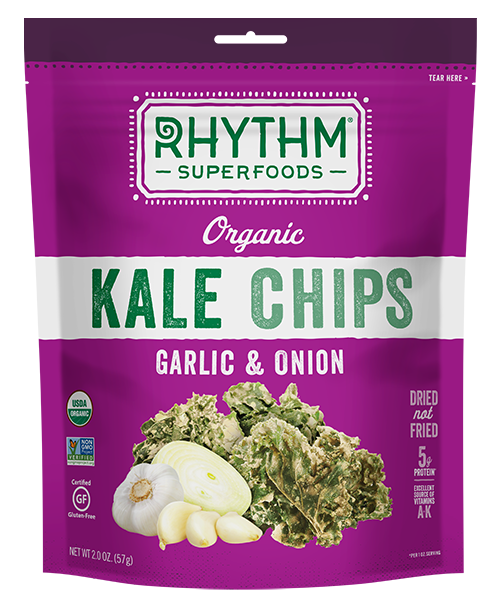 TEAR HERE >
RHYTHM®
SUPERFOODS
Organic
KALE CHIPS
GARLIC & ONION
USDA
ORGANIC
NON
GMO
Project
VERIFIED
Certified
GF
Gluten-Free
DRIED
not
FRIED
5g
PROTEIN*
EXCELLENT
SOURCE OF
VITAMINS
A·K
NET WT 2.0 OZ. (57g)
*PER 1 OZ. SERVING